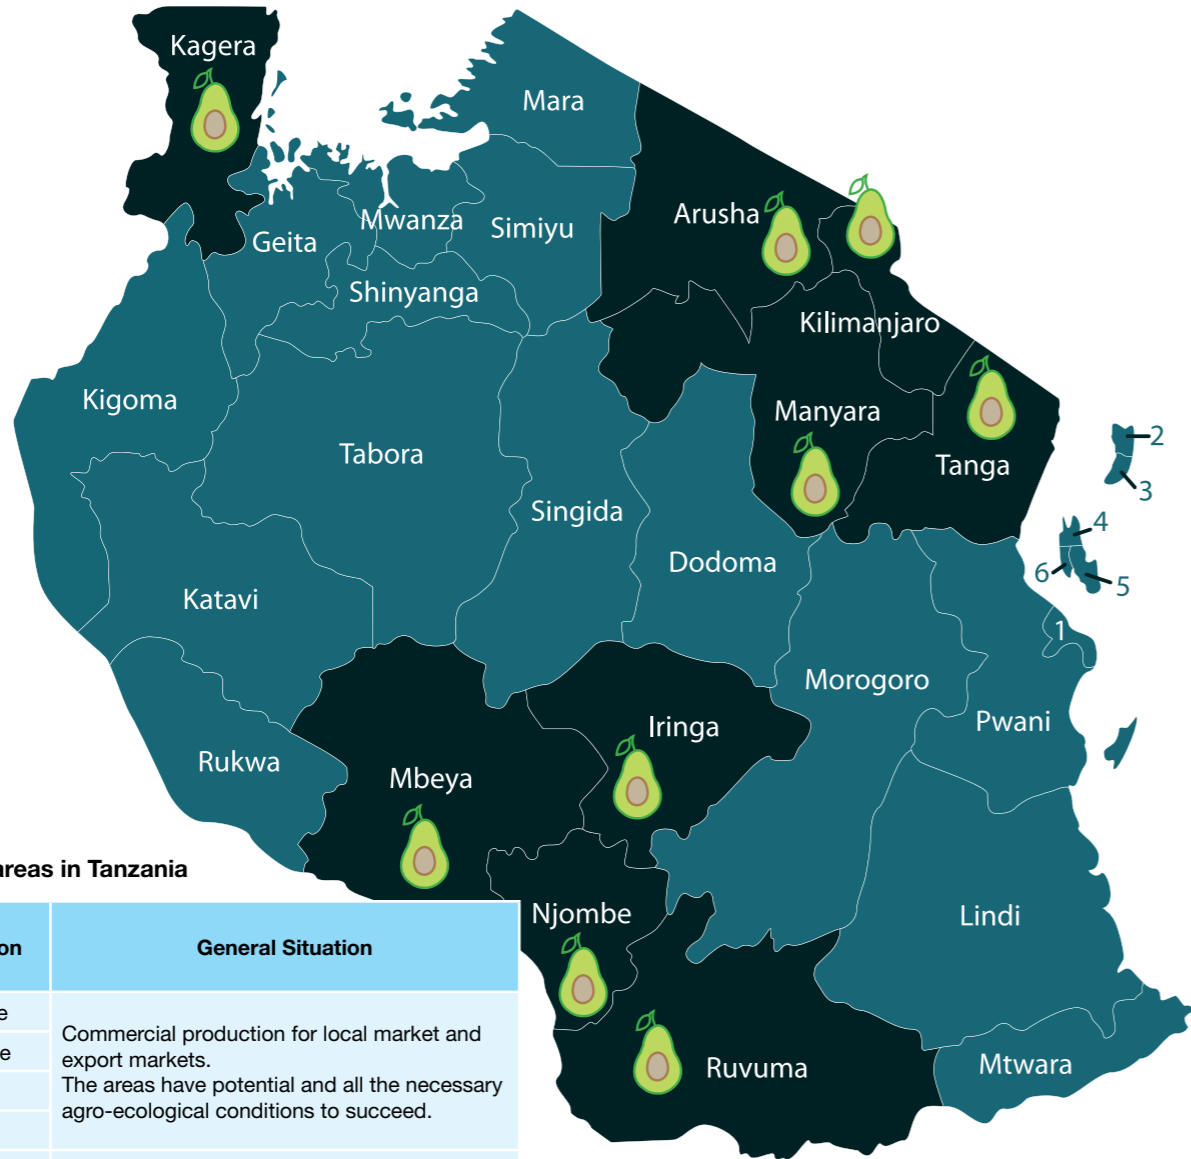 Kagera
Mara
Arusha
Mwanza
Simiyu
Geita
Shinyanga
Kilimanjaro
Kigoma
Manyara
Tabora
Tanga
2
3
Singida
4
Dodoma
6
5
Katavi
1
Morogoro
Iringa
Pwani
Rukwa
Mbeya
areas in Tanzania
Njombe
Lindi
on
General Situation
e
Commercial production for local market and
e
export markets.
The areas have potential and all the necessary
agro-ecological conditions to succeed.
Ruvuma
Mtwara